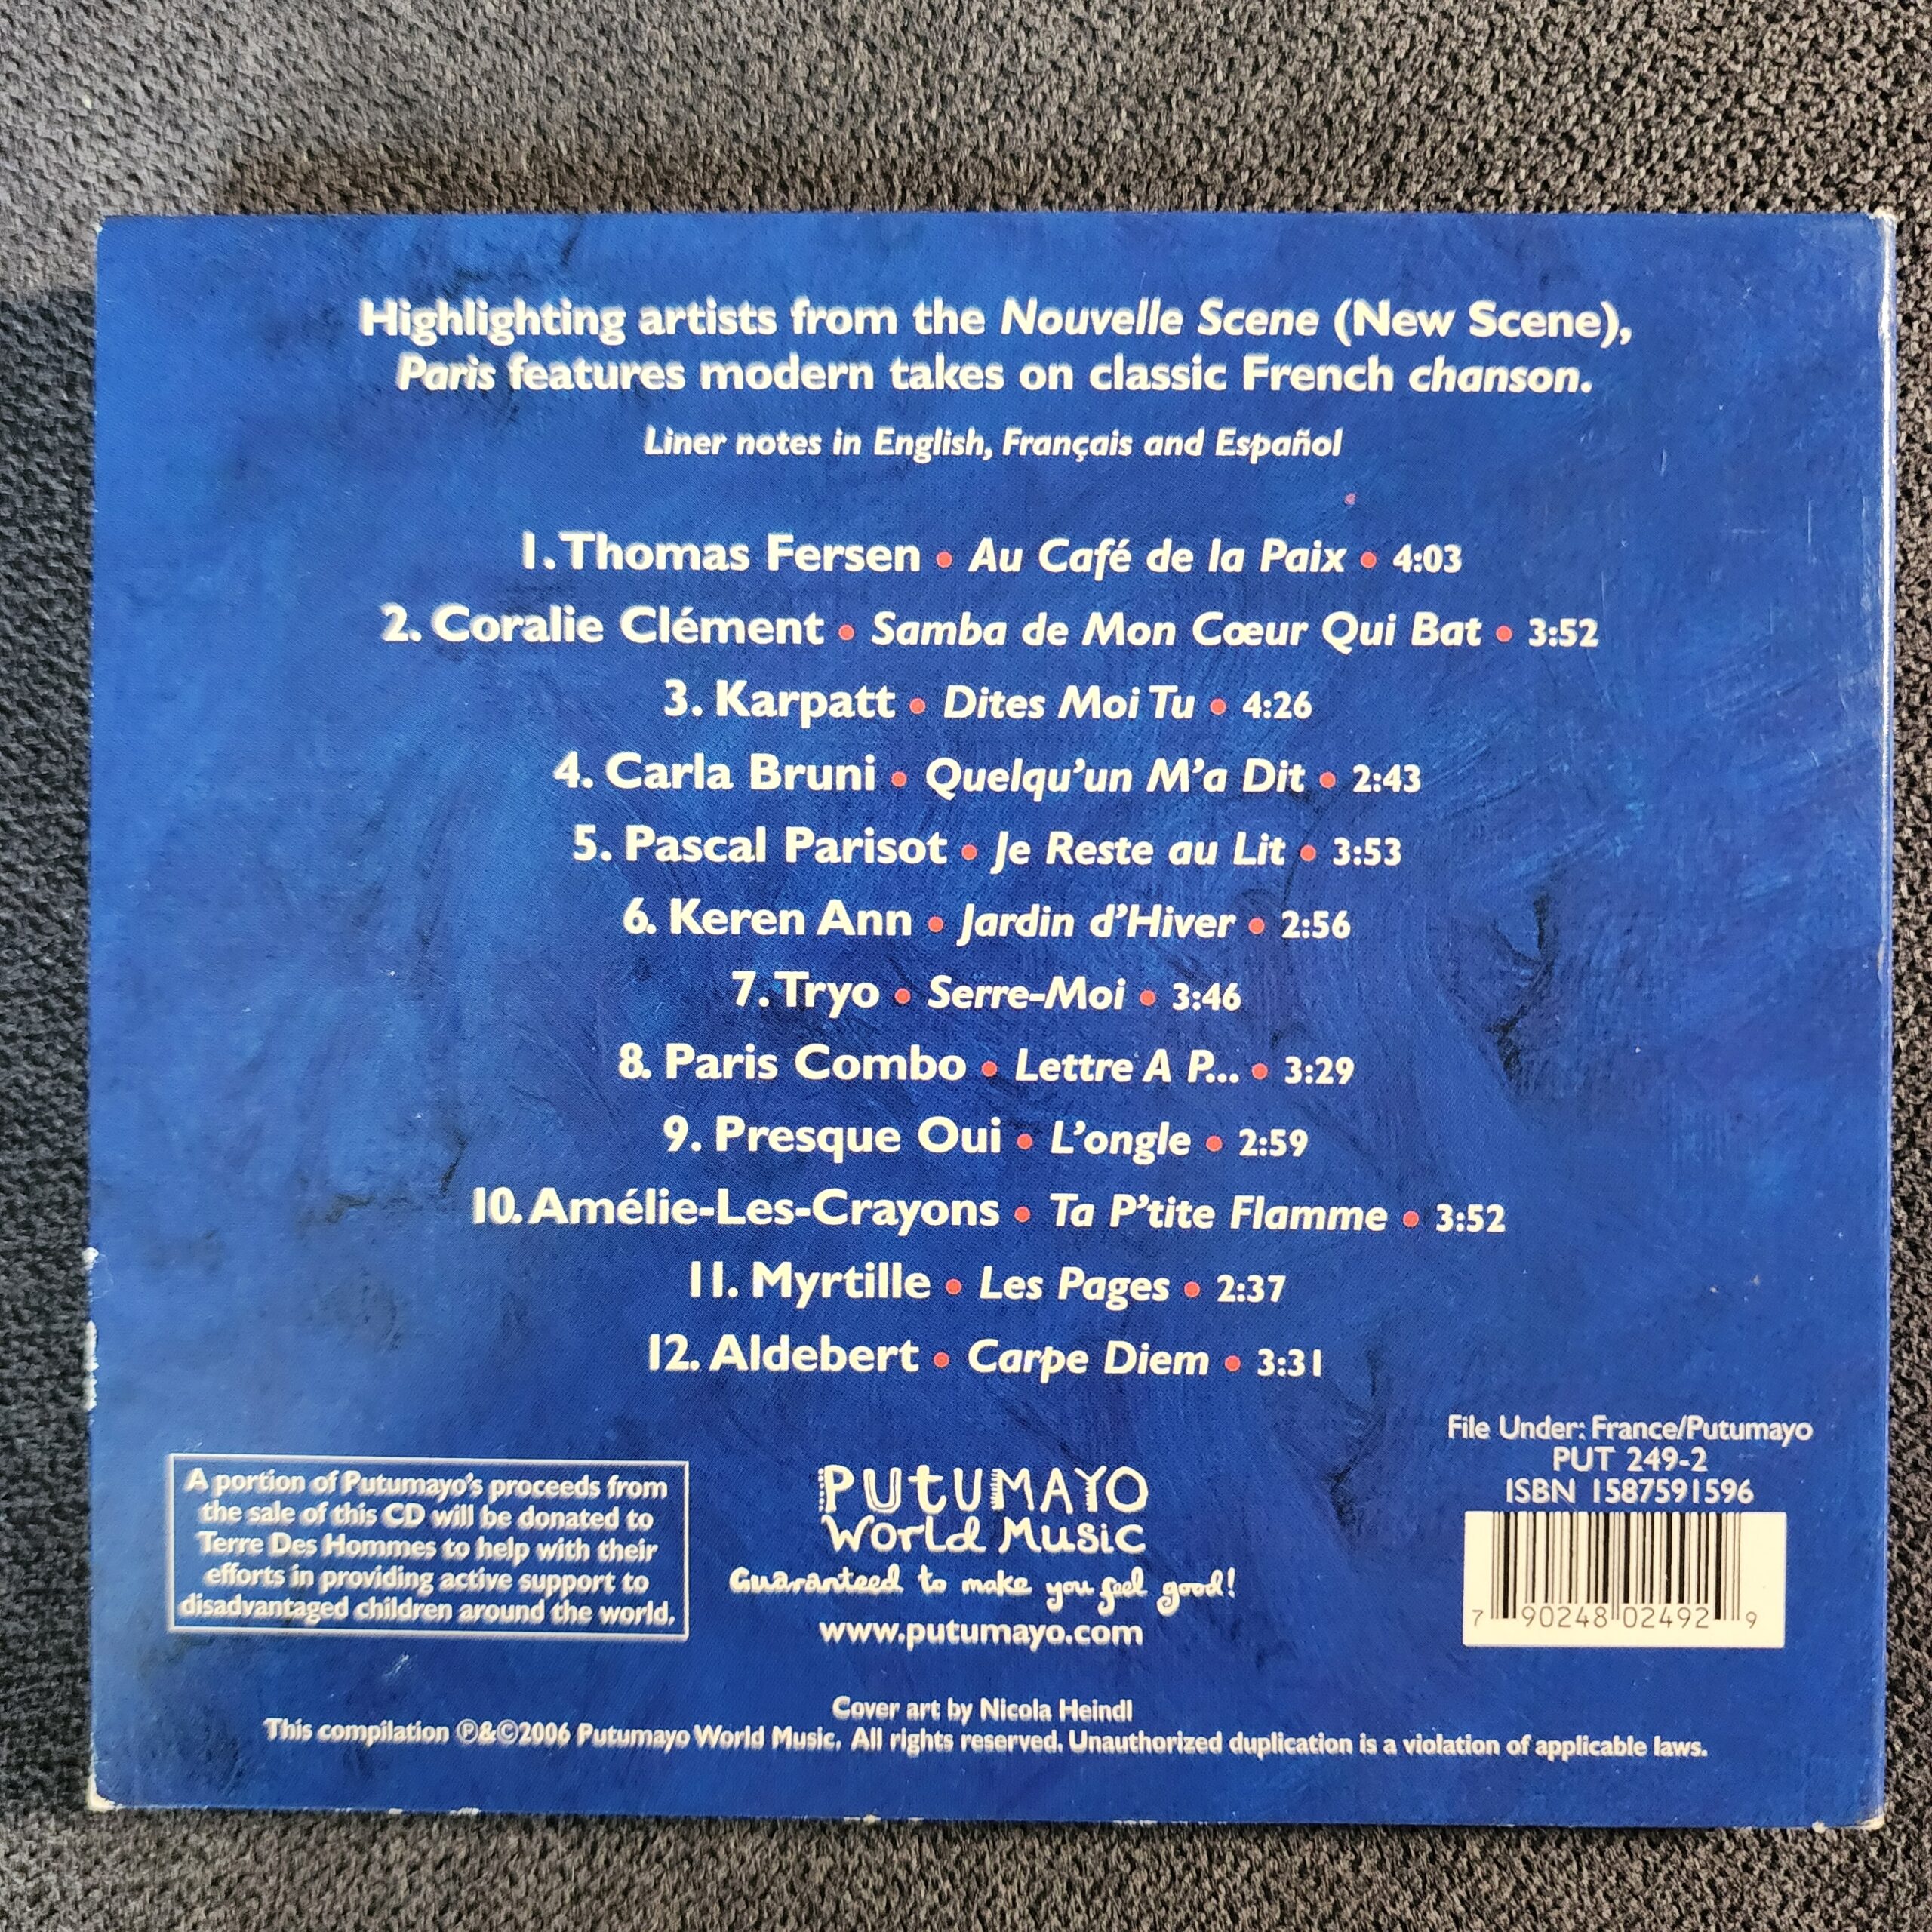 Highlighting artists from the Nouvelle Scene (New Scene),
Paris features modern takes on classic French chanson.
Liner notes in English, Français and Español
1. Thomas Fersen • Au Café de la Paix • 4:03
2. Coralie Clément • Samba de Mon Cœur Qui Bat • 3:52
3. Karpatt • Dites Moi Tu • 4:26
4. Carla Bruni • Quelqu'un M'a Dit • 2:43
5. Pascal Parisot • Je Reste au Lit • 3:53
6. Keren Ann • Jardin d'Hiver • 2:56
7. Tryo • Serre-Moi • 3:46
8. Paris Combo • Lettre A P... • 3:29
9. Presque Oui • L'ongle • 2:59
10. Amélie-Les-Crayons • Ta P'tite Flamme • 3:52
11. Myrtille • Les Pages • 2:37
12. Aldebert • Carpe Diem • 3:31
A portion of Putumayo's proceeds from
the sale of this CD will be donated to
Terre Des Hommes to help with their
efforts in providing active support to
disadvantaged children around the world.
PUTUMAYO
World Music
Guaranteed to make you feel good!
www.putumayo.com
File Under: France/Putumayo
PUT 249-2
ISBN 1587591596
7 90248 02492 9
Cover art by Nicola Heindl
This compilation ℗&©2006 Putumayo World Music. All rights reserved. Unauthorized duplication is a violation of applicable laws.